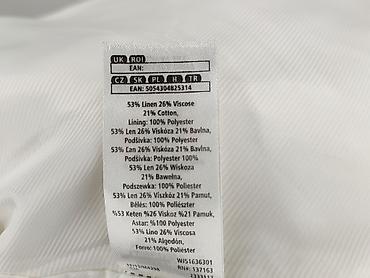 UK ROI
EAN:
CZ SK PL H TR
EAN: 5054304825314
53% Linen 26% Viscose
21% Cotton,
Lining: 100% Polyester
53% Len 26% Viskóza 21% Bavlna,
Podšívka: 100% Polyester
53% Ľan 26% Viskóza 21% Bavlna,
Podšívka: Polyester 100%
53% Len 26% Wiskoza
21% Bawełna,
Podszewka: 100% Poliester
53% Len 26% Viszkóz 21% Pamut,
Bélés: 100% Poliészter
%53 Keten %26 Viskoz %21 Pamuk,
Astar: %100 Polyester
53% Lino 26% Viscosa
21% Algodón,
Forro: 100% Poliéster
WJS1636301
RN#: 137163